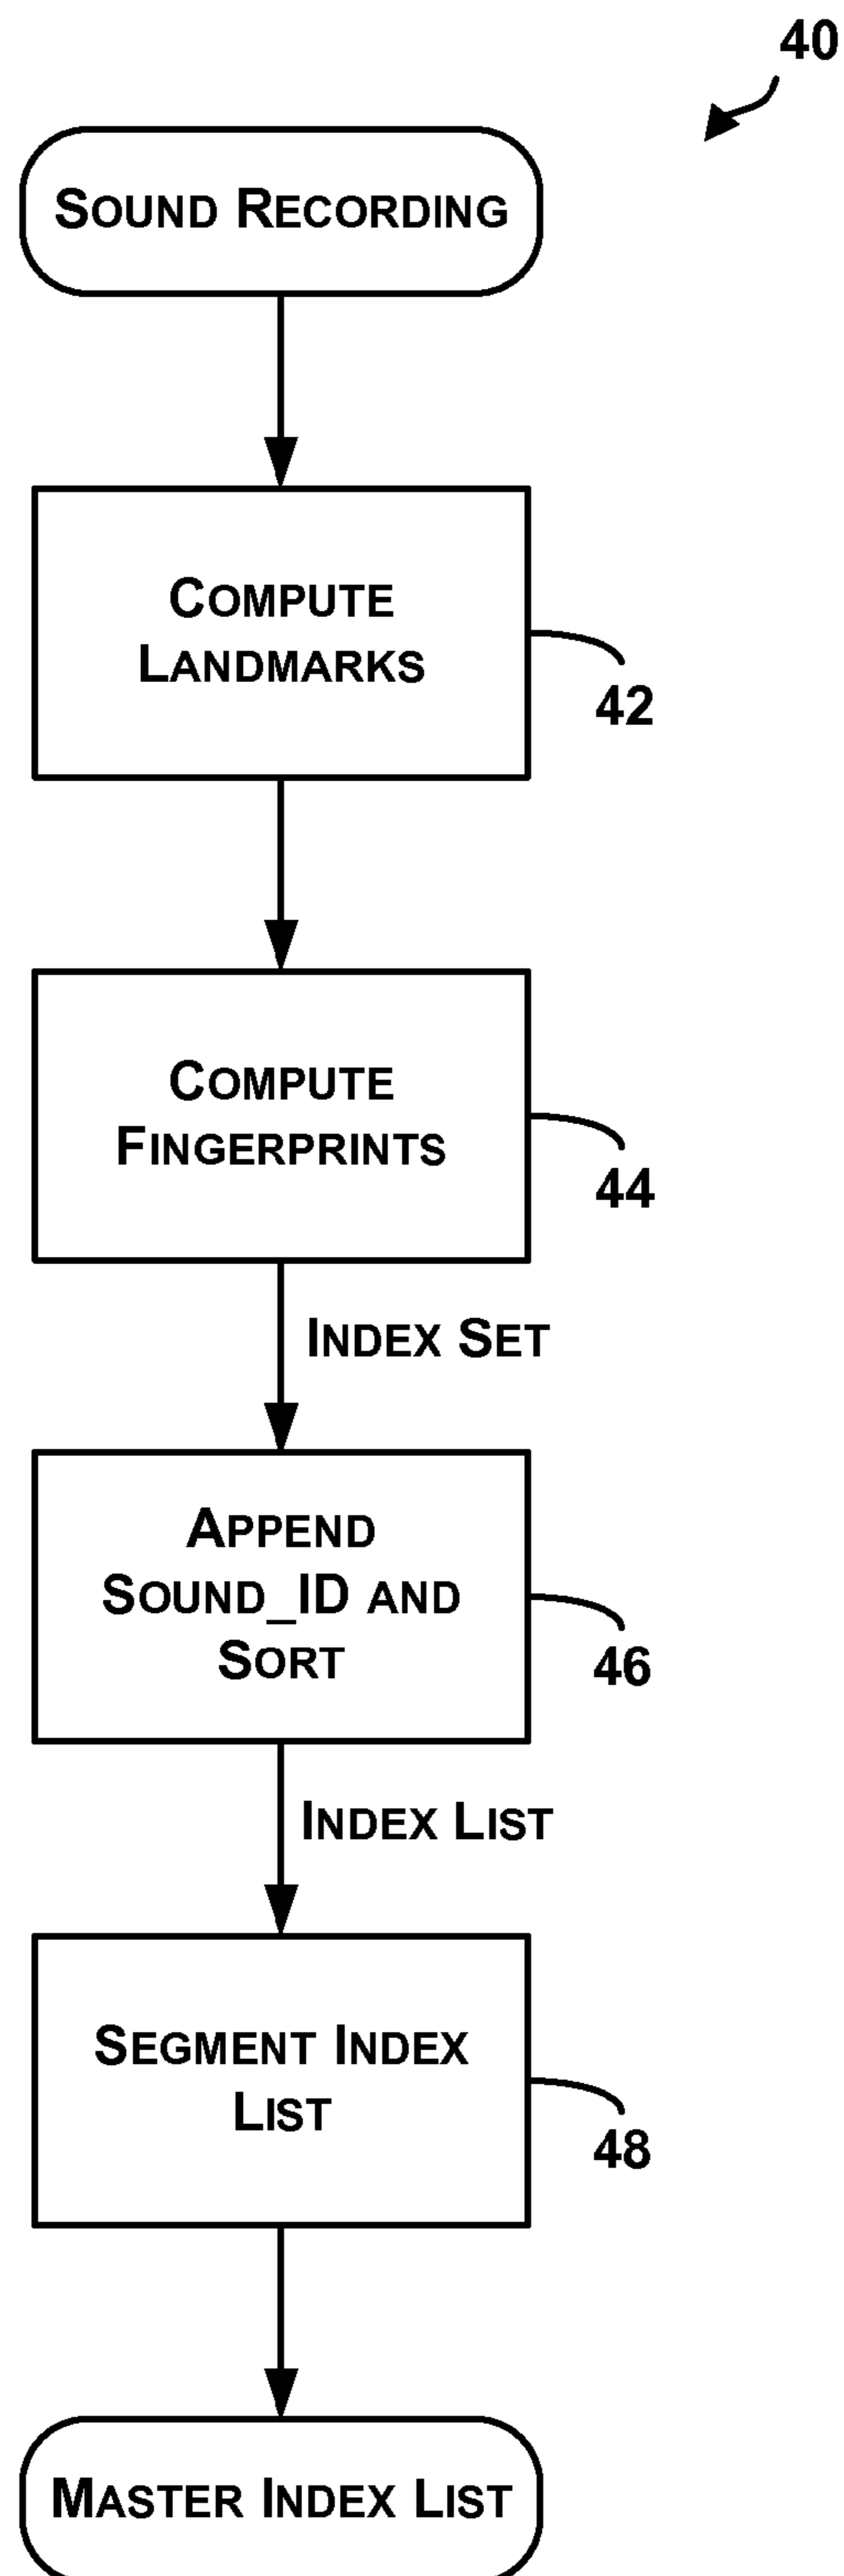 40
SOUND RECORDING
COMPUTE
LANDMARKS
42
COMPUTE
FINGERPRINTS
44
INDEX SET
APPEND
SOUND_ID AND
SORT
46
INDEX LIST
SEGMENT INDEX
LIST
48
MASTER INDEX LIST